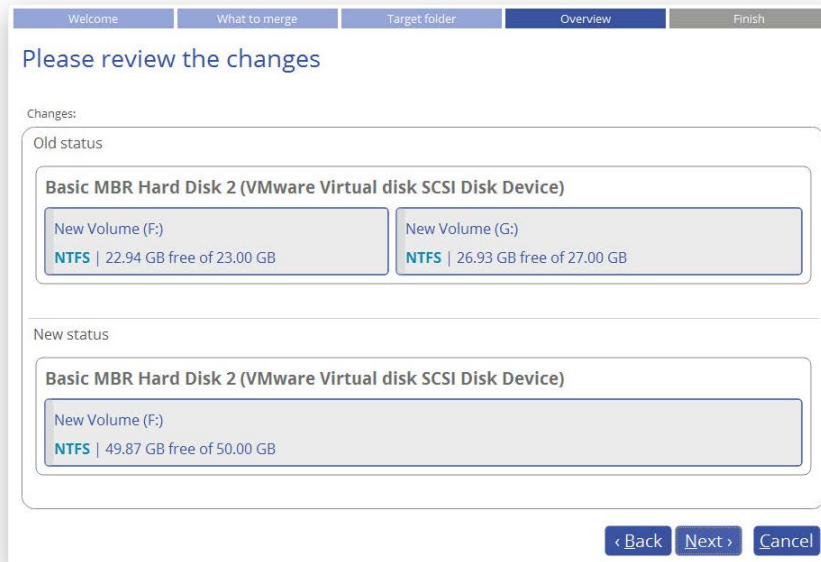 Welcome
What to merge
Target folder
Overview
Finish
Please review the changes
Changes:
Old status
Basic MBR Hard Disk 2 (VMware Virtual disk SCSI Disk Device)
New Volume (F:)
NTFS | 22.94 GB free of 23.00 GB
New Volume (G:)
NTFS | 26.93 GB free of 27.00 GB
New status
Basic MBR Hard Disk 2 (VMware Virtual disk SCSI Disk Device)
New Volume (F:)
NTFS | 49.87 GB free of 50.00 GB
‹ Back
Next ›
Cancel